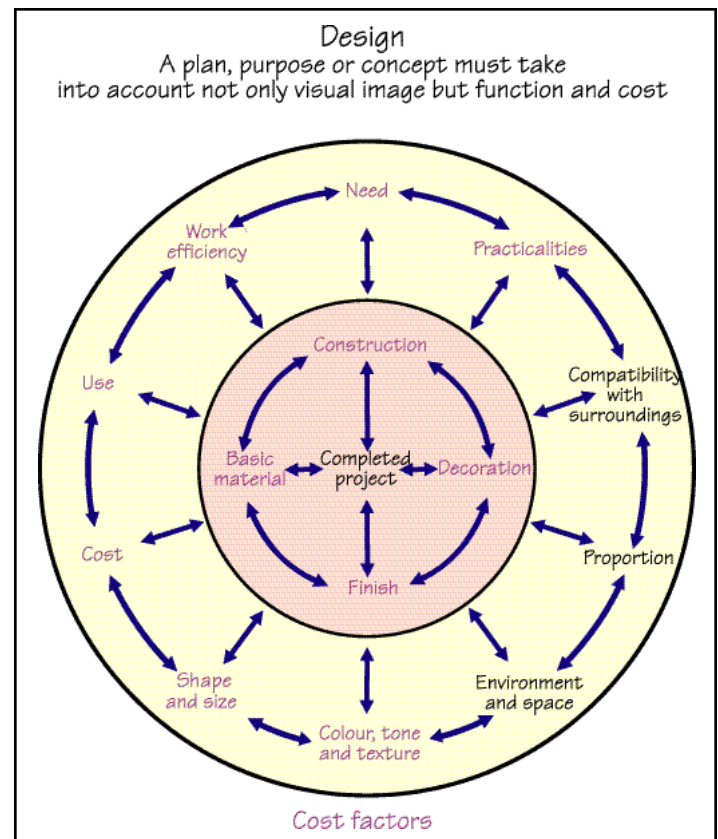 Design
A plan, purpose or concept must take
into account not only visual image but function and cost
Need
Work
efficiency
Practicalities
Construction
Use
Compatibility
with
surroundings
Basic
material
Completed
project
Decoration
Cost
Proportion
Finish
Shape
and size
Environment
and space
Colour, tone
and texture
Cost factors